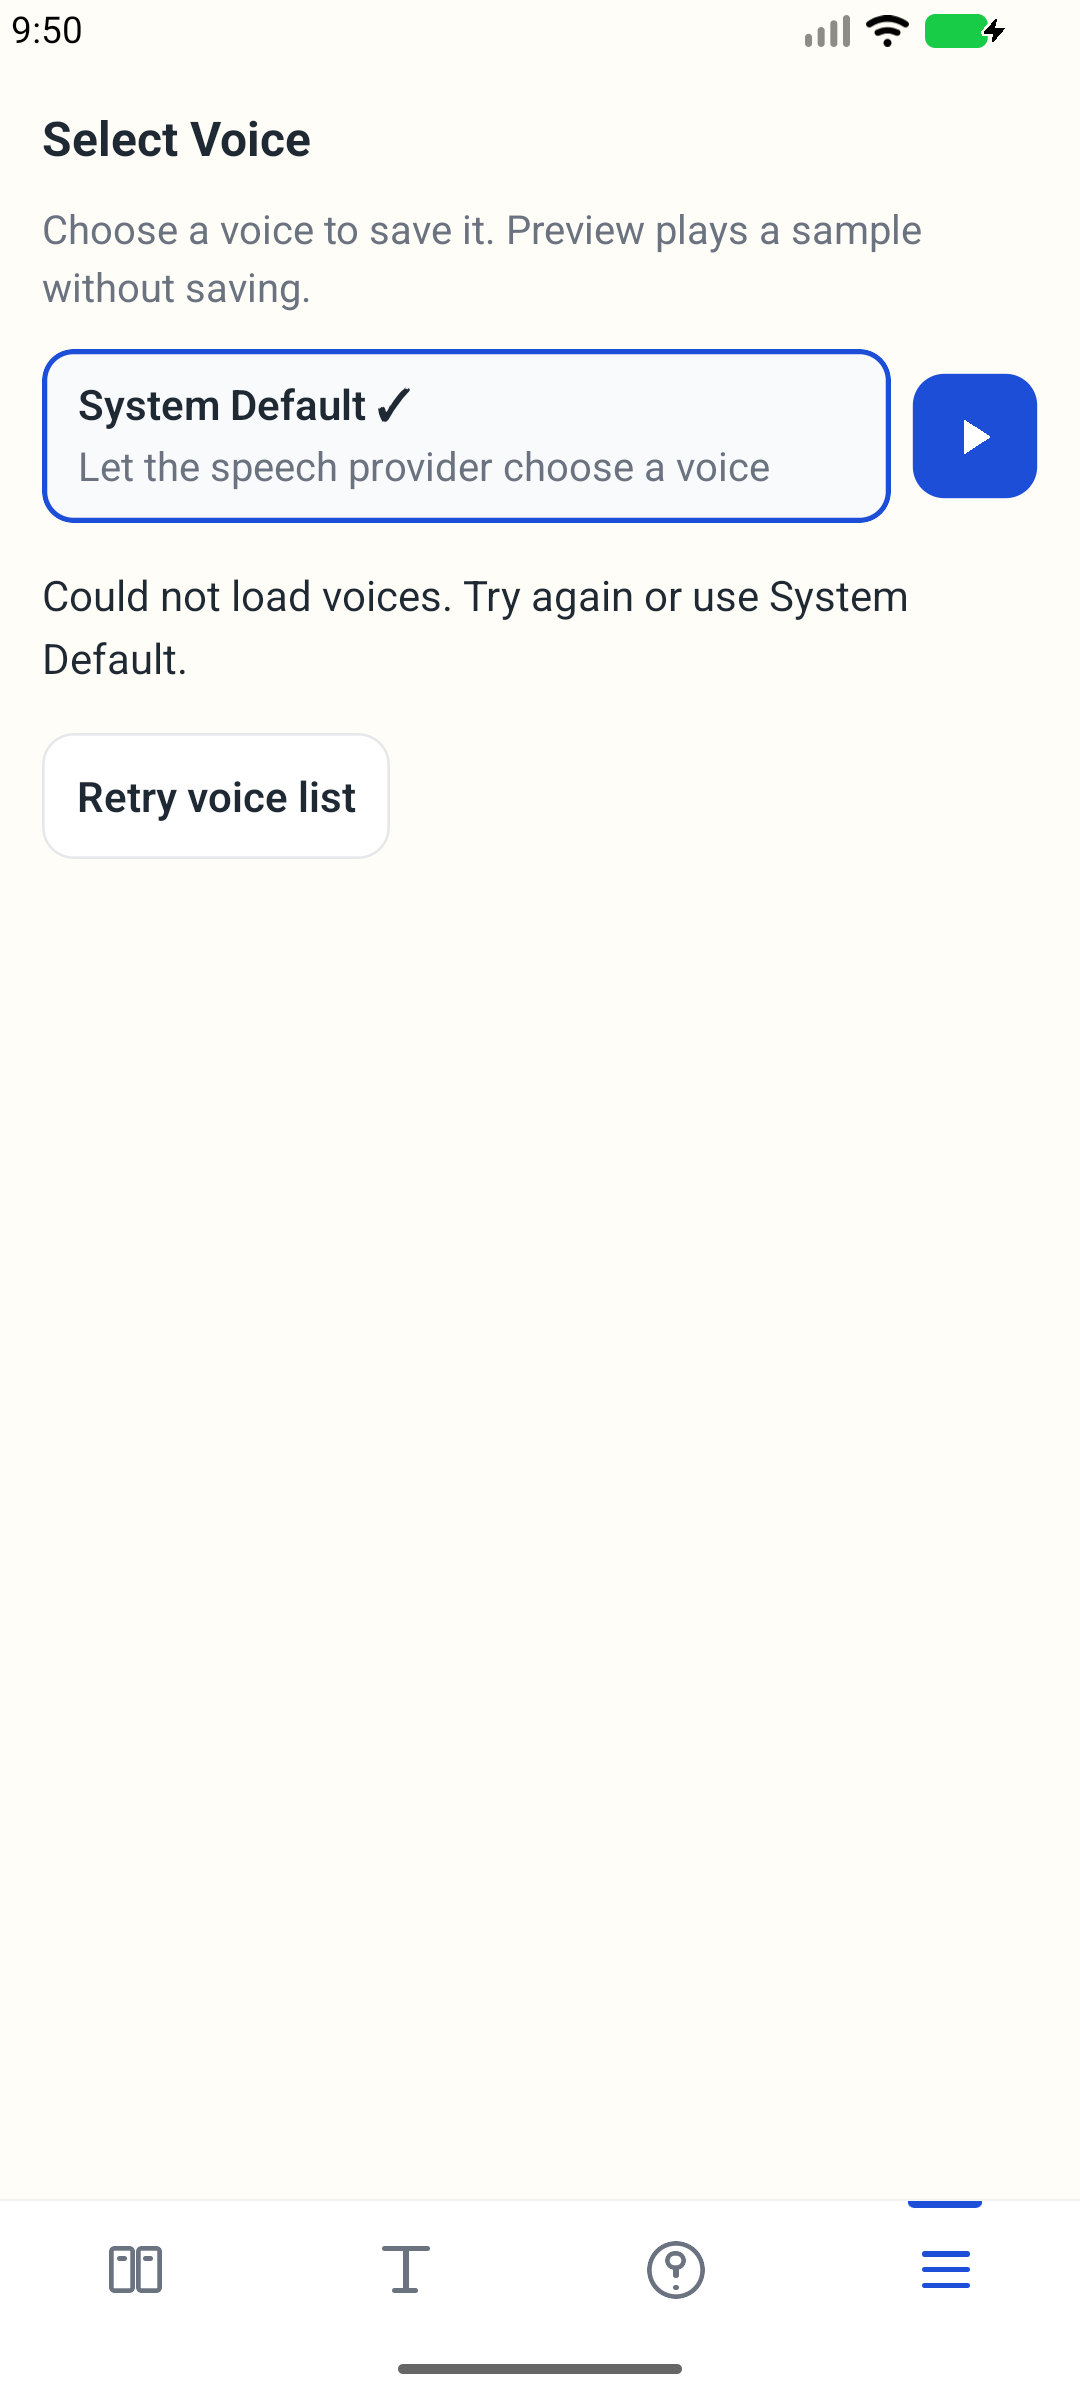 9:50
Select Voice
Choose a voice to save it. Preview plays a sample
without saving.
System Default ✓
Let the speech provider choose a voice
Could not load voices. Try again or use System
Default.
Retry voice list